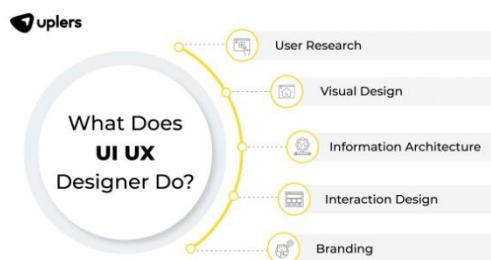 uplers
What Does
UI UX
Designer Do?
User Research
Visual Design
Information Architecture
Interaction Design
Branding